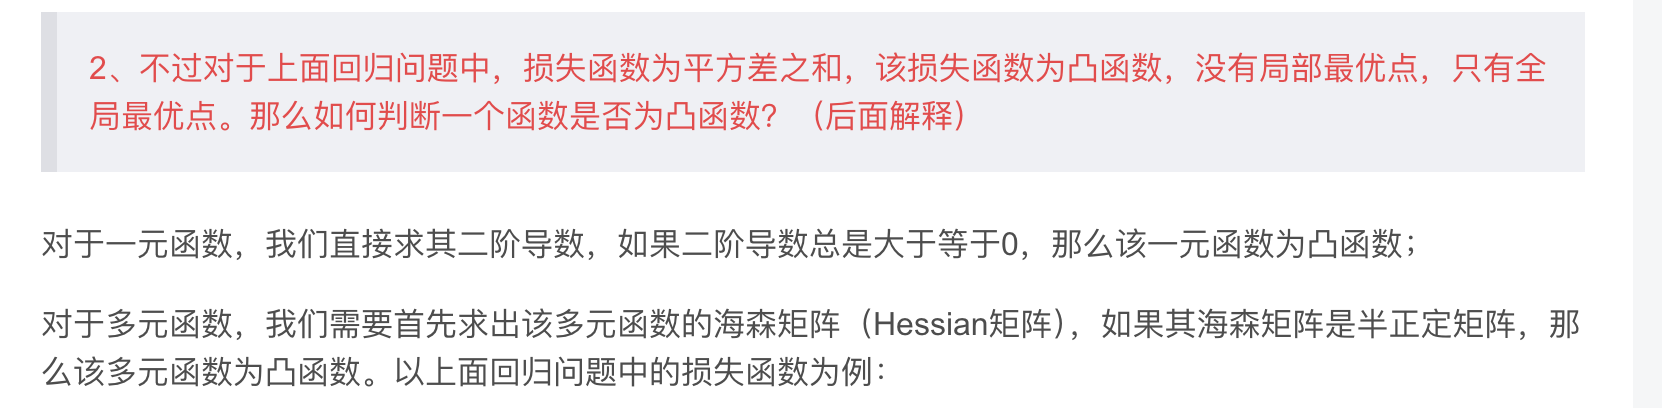 2、不过对于上面回归问题中，损失函数为平方差之和，该损失函数为凸函数，没有局部最优点，只有全
局最优点。那么如何判断一个函数是否为凸函数？（后面解释）
对于一元函数，我们直接求其二阶导数，如果二阶导数总是大于等于0，那么该一元函数为凸函数；
对于多元函数，我们需要首先求出该多元函数的海森矩阵（Hessian矩阵），如果其海森矩阵是半正定矩阵，那
么该多元函数为凸函数。以上面回归问题中的损失函数为例：